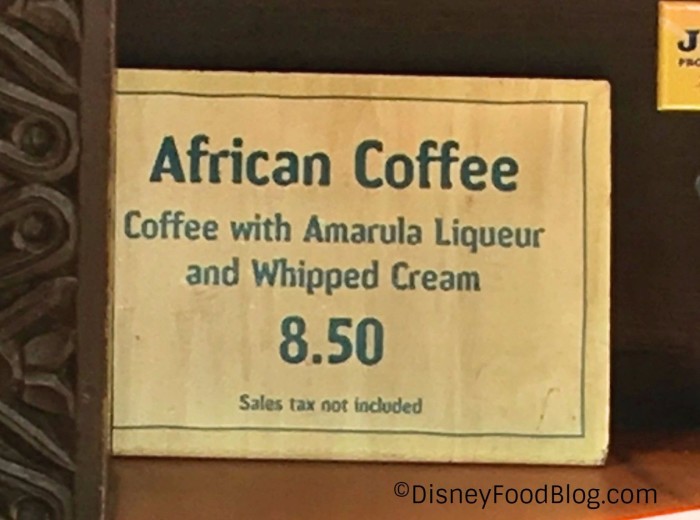 African Coffee
Coffee with Amarula Liqueur
and Whipped Cream
8.50
Sales tax not included
©DisneyFoodBlog.com